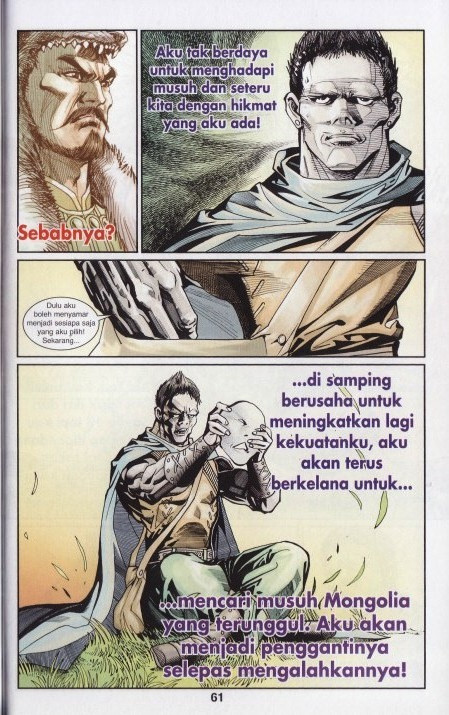 Sebabnya?
Aku tak berdaya
untuk menghadapi
musuh dan seteru
kita dengan hikmat
yang aku ada!
Dulu aku
boleh menyamar
menjadi sesiapa saja
yang aku pilih!
Sekarang...
...di samping
berusaha untuk
meningkatkan lagi
kekuatanku, aku
akan terus
berkelana untuk...
...mencari musuh Mongolia
yang terunggul. Aku akan
menjadi penggantinya
selepas mengalahkannya!
61